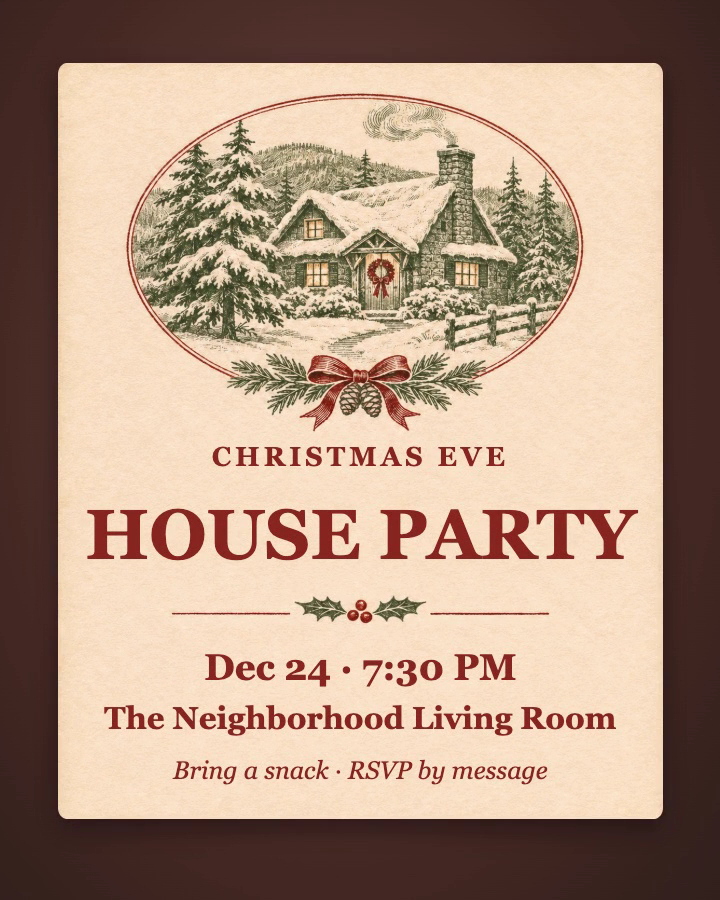 CHRISTMAS EVE
HOUSE PARTY
Dec 24 · 7:30 PM
The Neighborhood Living Room
Bring a snack · RSVP by message